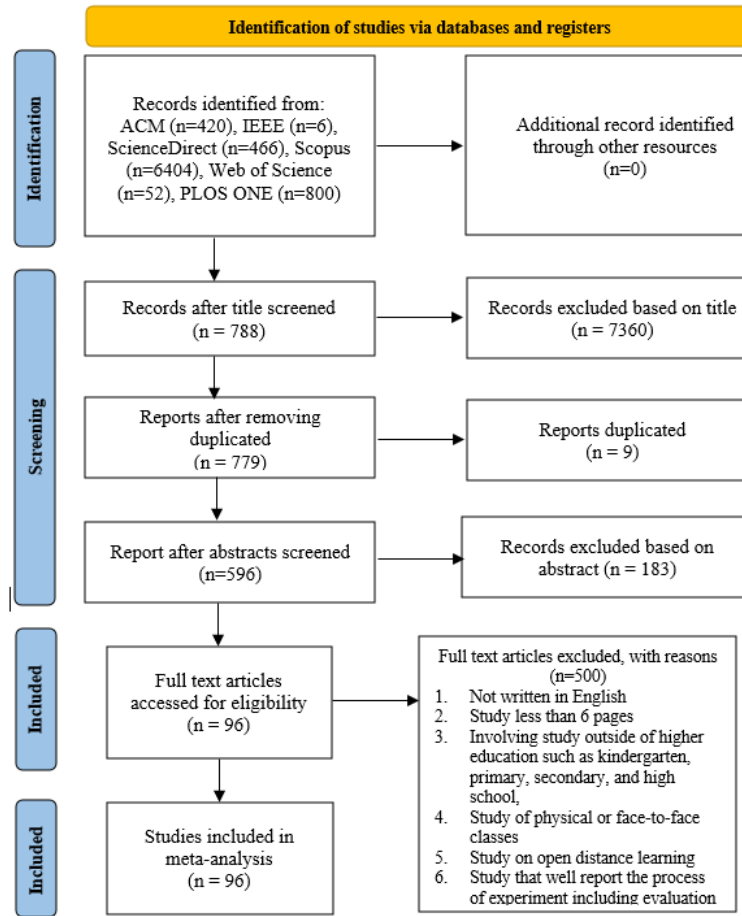 Identification of studies via databases and registers
Identification
Records identified from:
ACM (n=420), IEEE (n=6),
ScienceDirect (n=466), Scopus
(n=6404), Web of Science
(n=52), PLOS ONE (n=800)
Additional record identified
through other resources
(n=0)
Screening
Records after title screened
(n = 788)
Records excluded based on title
(n = 7360)
Reports after removing
duplicated
(n = 779)
Reports duplicated
(n = 9)
Report after abstracts screened
(n=596)
Records excluded based on
abstract (n = 183)
Included
Full text articles
accessed for eligibility
(n = 96)
Full text articles excluded, with reasons
(n=500)
1. Not written in English
2. Study less than 6 pages
3. Involving study outside of higher
education such as kindergarten,
primary, secondary, and high
school,
4. Study of physical or face-to-face
classes
5. Study on open distance learning
6. Study that well report the process
of experiment including evaluation
Included
Studies included in
meta-analysis
(n = 96)